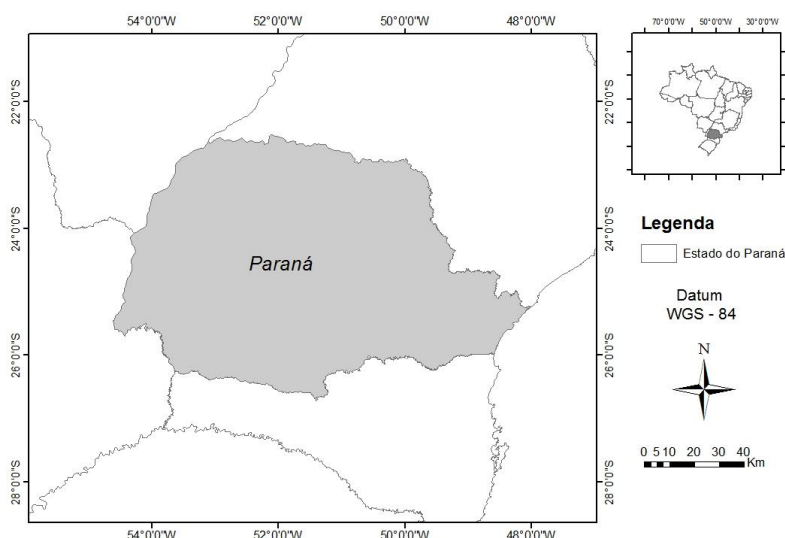 54°0'0"W 52°0'0"W 50°0'0"W 48°0'0"W
70°0'0"W 50°0'0"W 30°0'0"W
22°0'0"S
22°0'0"S
24°0'0"S
24°0'0"S
Paraná
26°0'0"S
26°0'0"S
28°0'0"S
28°0'0"S
54°0'0"W 52°0'0"W 50°0'0"W 48°0'0"W
Legenda
Estado do Paraná
Datum
WGS - 84
N
0 5 10 20 30 40
Km